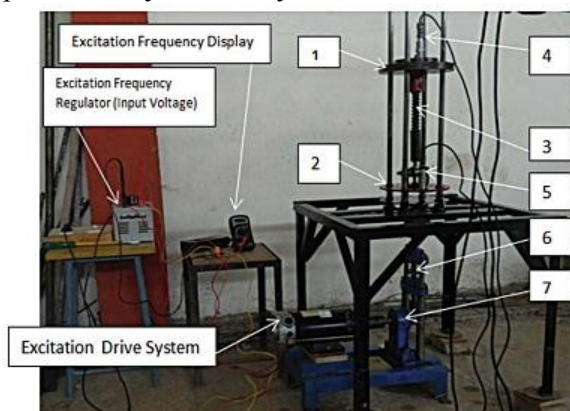 Excitation Frequency Display
Excitation Frequency
Regulator (Input Voltage)
1
4
3
2
5
6
7
Excitation Drive System